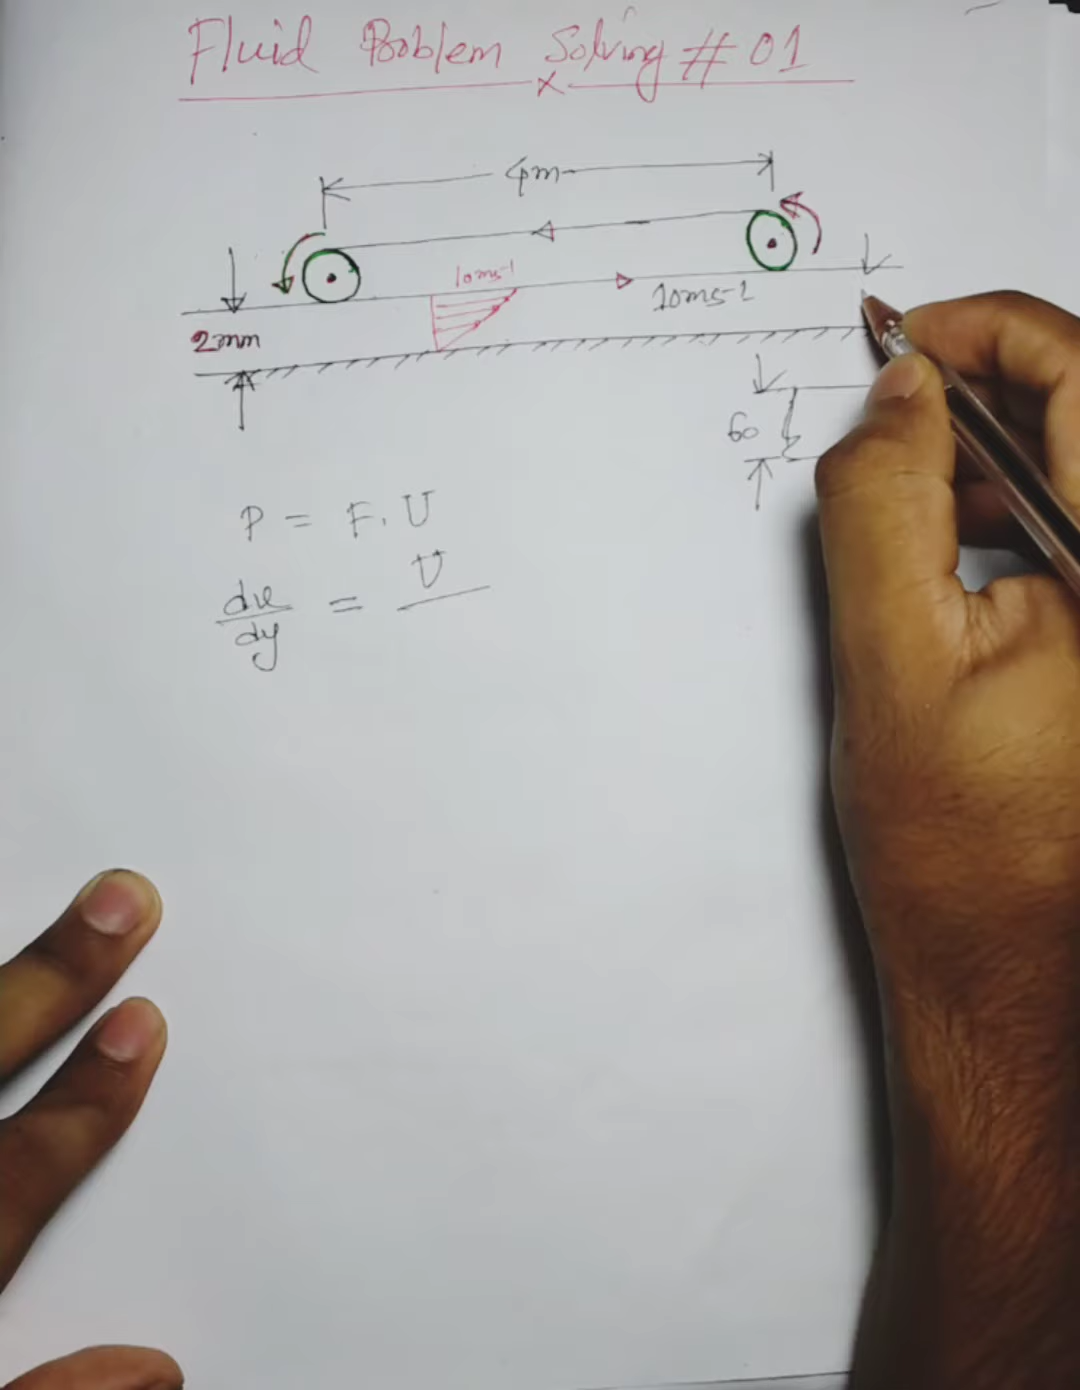 Fluid Problem Solving # 01
4m
10ms-1
10ms-1
2mm
60
P = F. U
du/dy = U